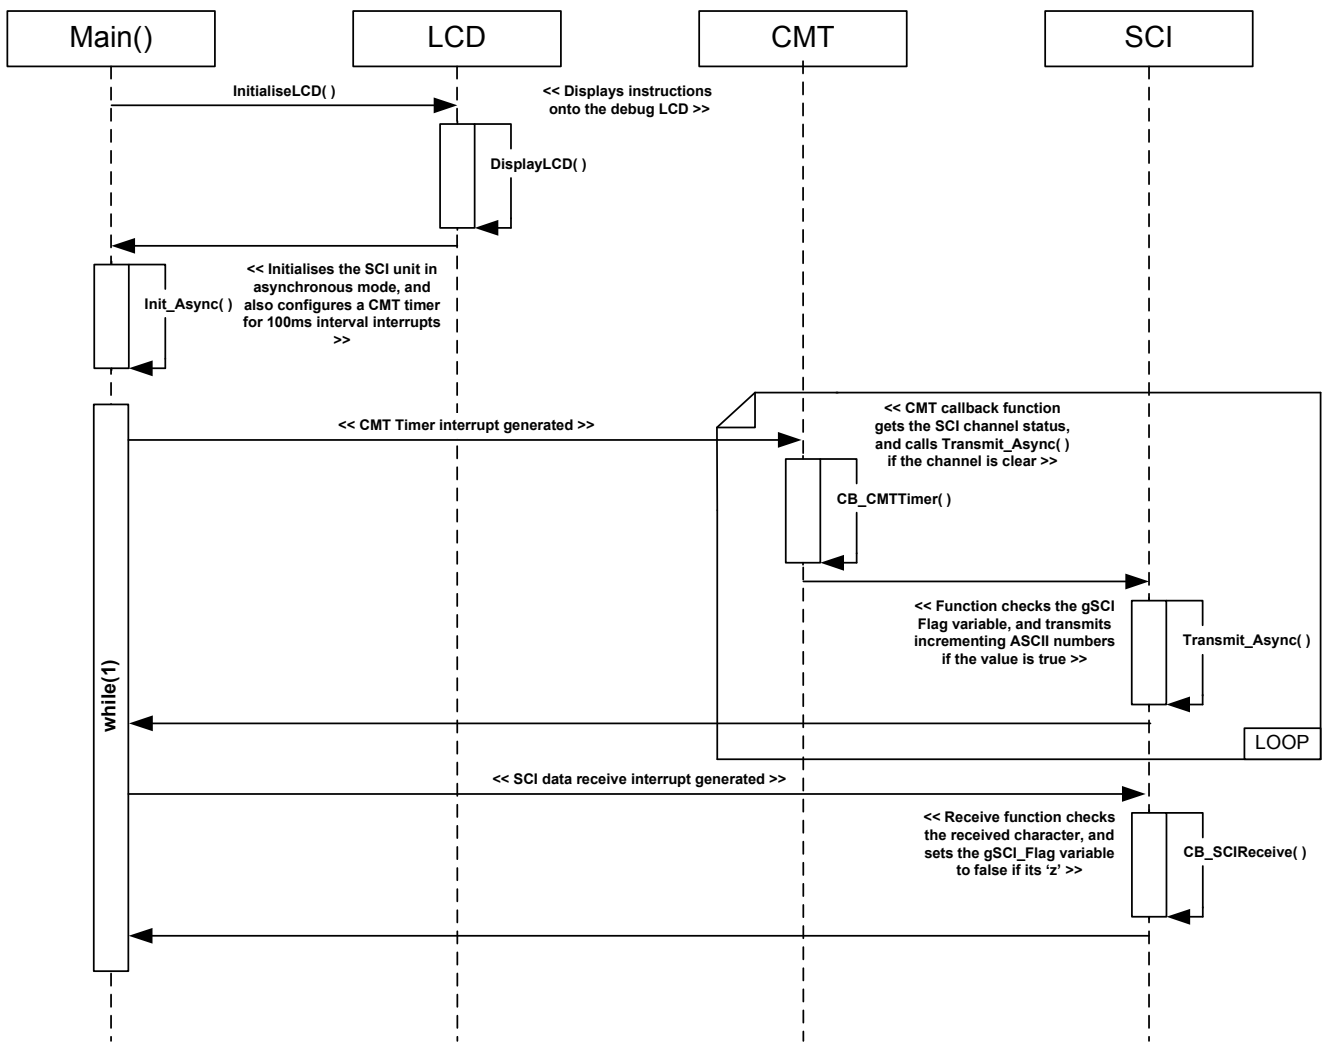 Main()
LCD
CMT
SCI
InitialiseLCD( )
<< Displays instructions
onto the debug LCD >>
DisplayLCD( )
<< Initialises the SCI unit in
asynchronous mode, and
also configures a CMT timer
for 100ms interval interrupts
>>
Init_Async( )
<< CMT Timer interrupt generated >>
<< CMT callback function
gets the SCI channel status,
and calls Transmit_Async( )
if the channel is clear >>
CB_CMTTimer( )
<< Function checks the gSCI
Flag variable, and transmits
incrementing ASCII numbers
if the value is true >>
Transmit_Async( )
while(1)
LOOP
<< SCI data receive interrupt generated >>
<< Receive function checks
the received character, and
sets the gSCI_Flag variable
to false if its ‘z’ >>
CB_SCIReceive( )